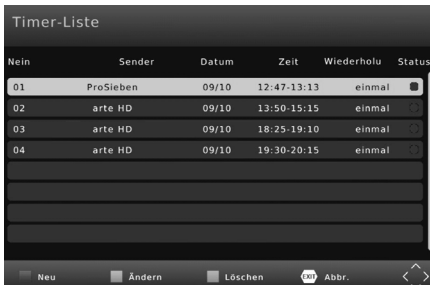 Timer-Liste
Nein Sender Datum Zeit Wiederholu Status
01 ProSieben 09/10 12:47-13:13 einmal
02 arte HD 09/10 13:50-15:15 einmal
03 arte HD 09/10 18:25-19:10 einmal
04 arte HD 09/10 19:30-20:15 einmal
Neu Ändern Löschen EXIT Abbr.